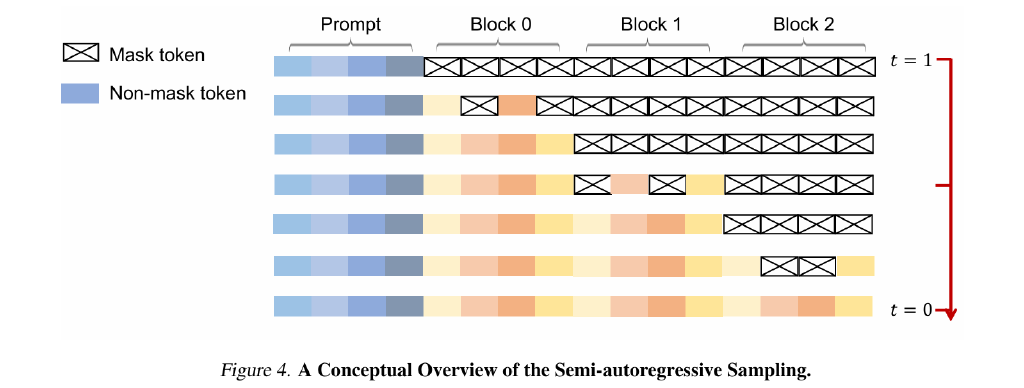 Prompt Block 0 Block 1 Block 2
Mask token
t = 1
Non-mask token
t = 0
Figure 4. A Conceptual Overview of the Semi-autoregressive Sampling.